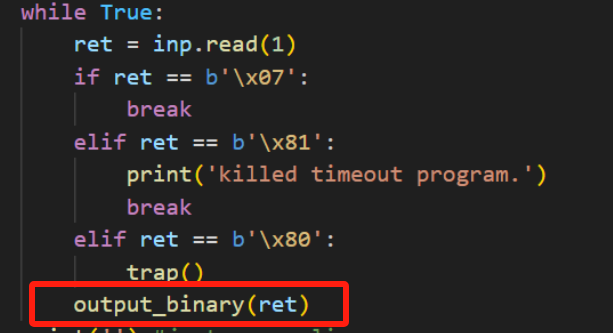 while True:
ret = inp.read(1)
if ret == b'\x07':
break
elif ret == b'\x81':
print('killed timeout program.')
break
elif ret == b'\x80':
trap()
output_binary(ret)